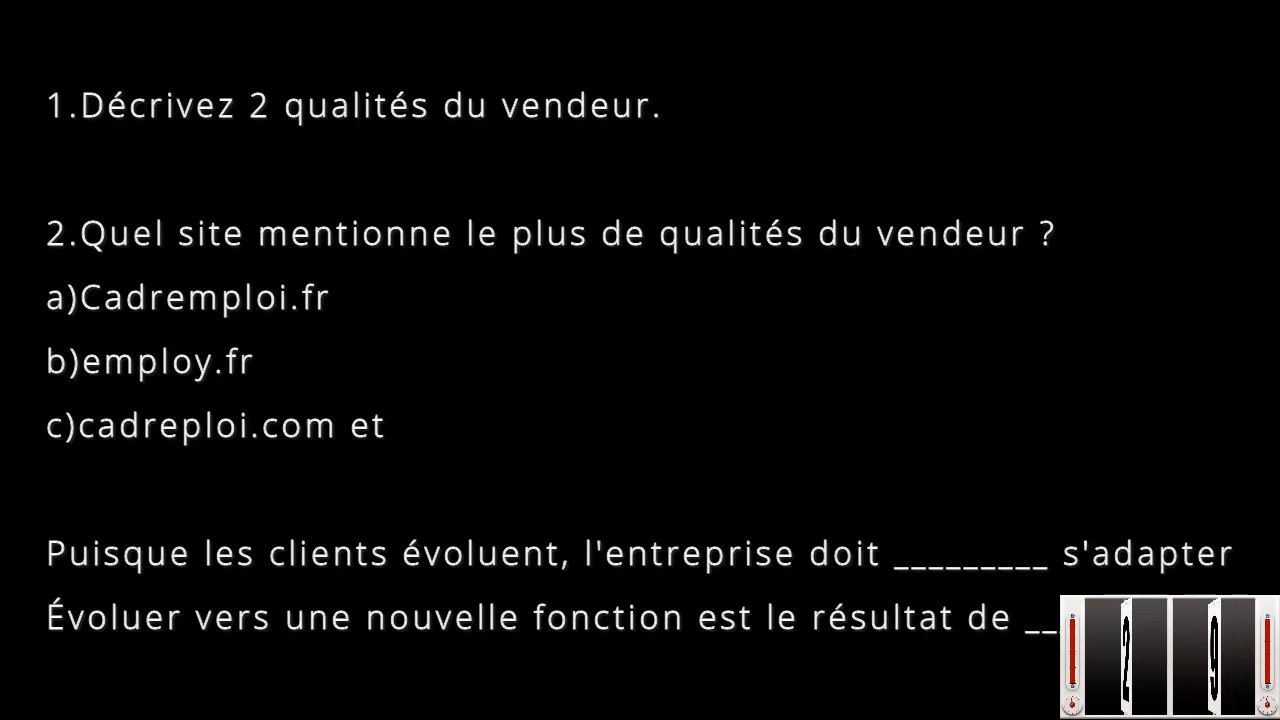 1.Décrivez 2 qualités du vendeur.
2.Quel site mentionne le plus de qualités du vendeur ?
a)Cadremploi.fr
b)employ.fr
c)cadreploi.com et
Puisque les clients évoluent, l'entreprise doit _________ s'adapter
Évoluer vers une nouvelle fonction est le résultat de __
2 9